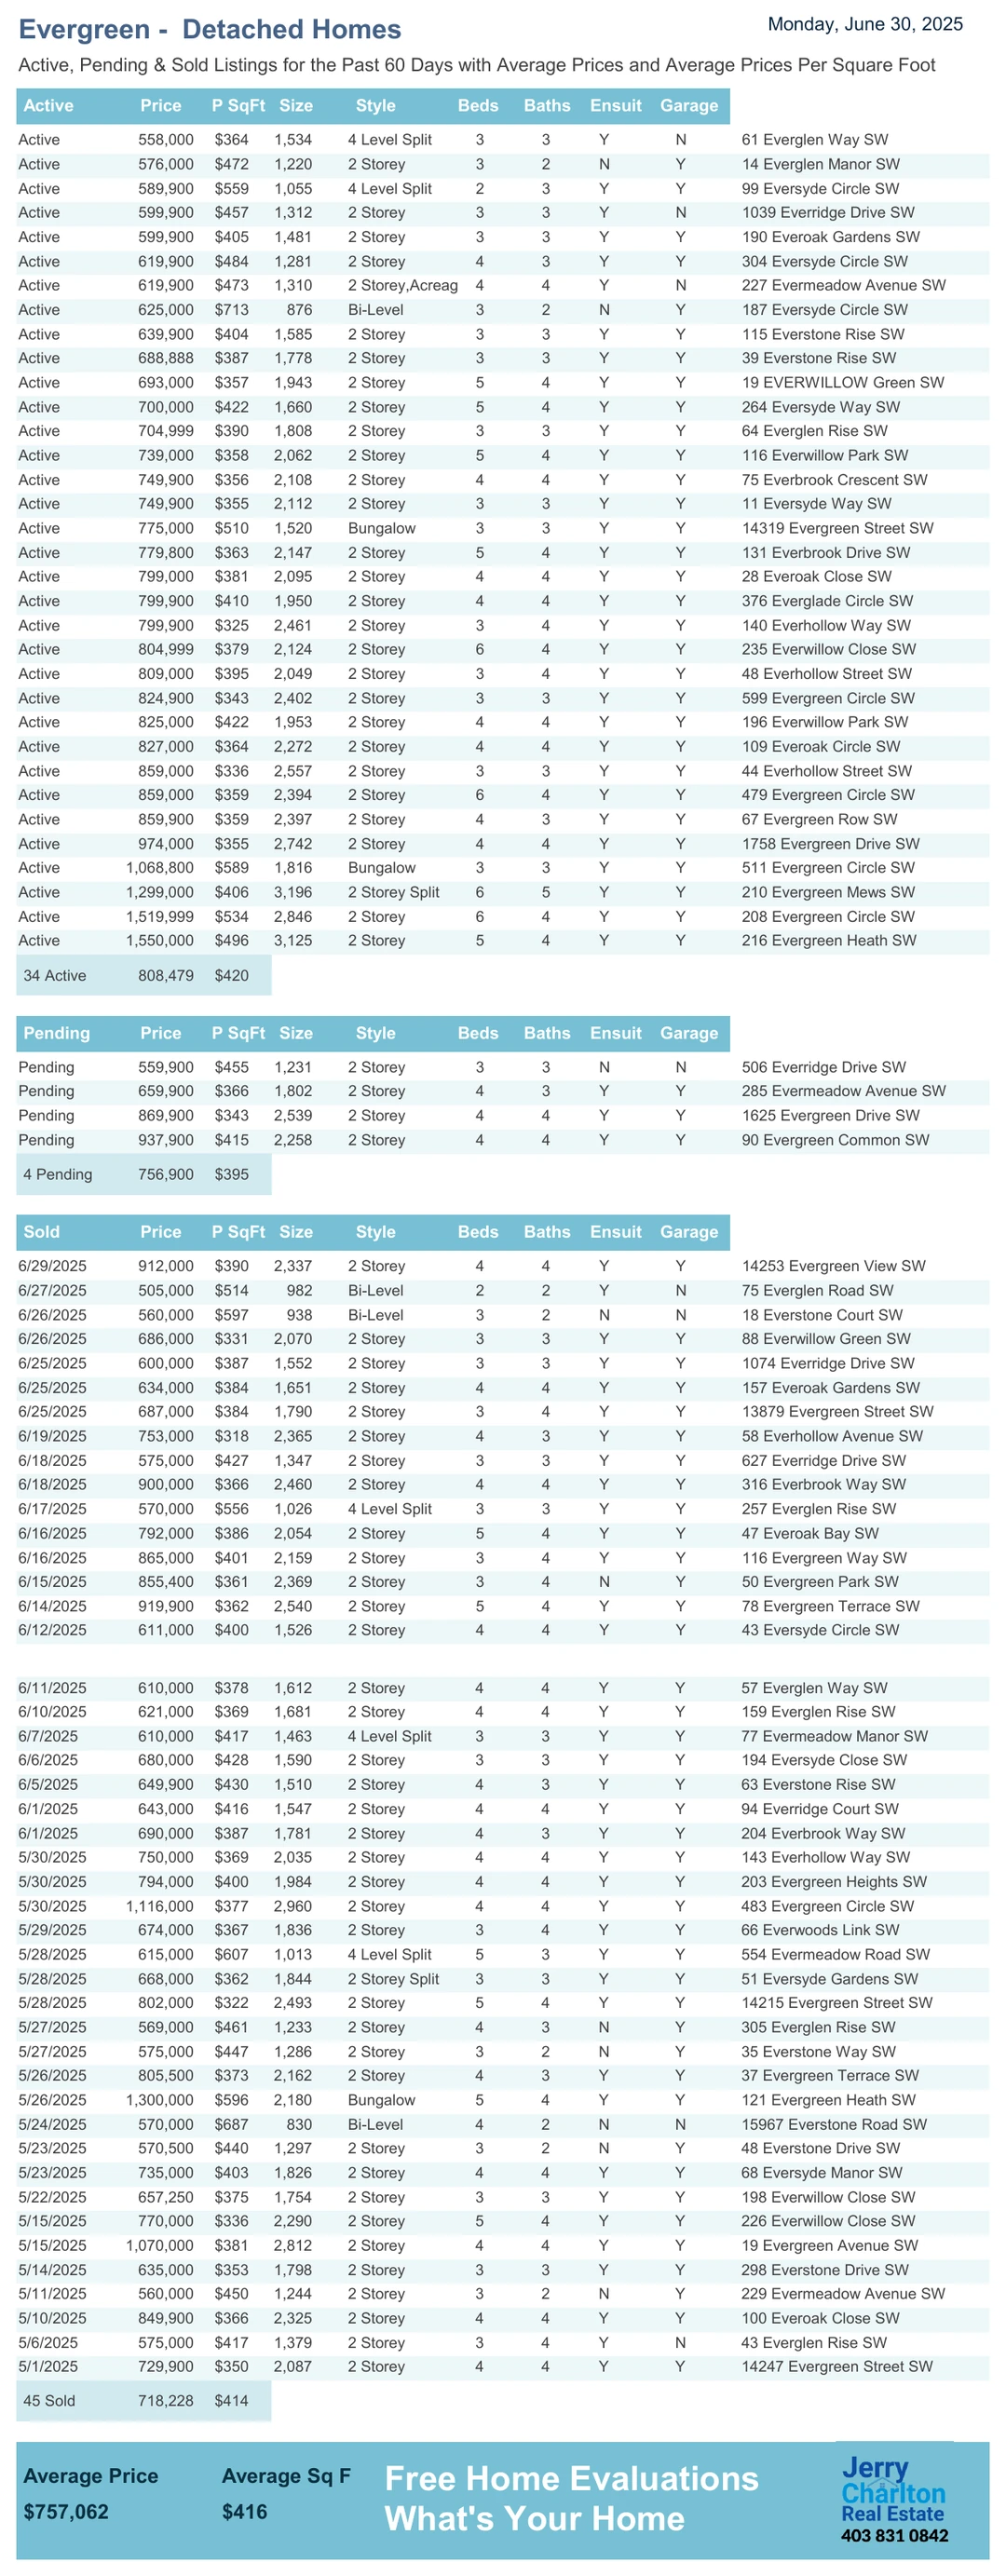 Evergreen - Detached Homes
Monday, June 30, 2025
Active, Pending & Sold Listings for the Past 60 Days with Average Prices and Average Prices Per Square Foot
Active Price P SqFt Size Style Beds Baths Ensuit Garage
Active 558,000 $364 1,534 4 Level Split 3 3 Y N 61 Everglen Way SW
Active 576,000 $472 1,220 2 Storey 3 2 N Y 14 Everglen Manor SW
Active 589,900 $559 1,055 4 Level Split 2 3 Y Y 99 Eversyde Circle SW
Active 599,900 $457 1,312 2 Storey 3 3 Y N 1039 Everridge Drive SW
Active 599,900 $405 1,481 2 Storey 3 3 Y Y 190 Everoak Gardens SW
Active 619,900 $484 1,281 2 Storey 4 3 Y Y 304 Eversyde Circle SW
Active 619,900 $473 1,310 2 Storey,Acreag 4 4 Y N 227 Evermeadow Avenue SW
Active 625,000 $713 876 Bi-Level 3 2 N Y 187 Eversyde Circle SW
Active 639,900 $404 1,585 2 Storey 3 3 Y Y 115 Everstone Rise SW
Active 688,888 $387 1,778 2 Storey 3 3 Y Y 39 Everstone Rise SW
Active 693,000 $357 1,943 2 Storey 5 4 Y Y 19 EVERWILLOW Green SW
Active 700,000 $422 1,660 2 Storey 5 4 Y Y 264 Eversyde Way SW
Active 704,999 $390 1,808 2 Storey 3 3 Y Y 64 Everglen Rise SW
Active 739,000 $358 2,062 2 Storey 5 4 Y Y 116 Everwillow Park SW
Active 749,900 $356 2,108 2 Storey 4 4 Y Y 75 Everbrook Crescent SW
Active 749,900 $355 2,112 2 Storey 3 3 Y Y 11 Eversyde Way SW
Active 775,000 $510 1,520 Bungalow 3 3 Y Y 14319 Evergreen Street SW
Active 779,800 $363 2,147 2 Storey 5 4 Y Y 131 Everbrook Drive SW
Active 799,000 $381 2,095 2 Storey 4 4 Y Y 28 Everoak Close SW
Active 799,900 $410 1,950 2 Storey 4 4 Y Y 376 Everglade Circle SW
Active 799,900 $325 2,461 2 Storey 3 4 Y Y 140 Everhollow Way SW
Active 804,999 $379 2,124 2 Storey 6 4 Y Y 235 Everwillow Close SW
Active 809,000 $395 2,049 2 Storey 3 4 Y Y 48 Everhollow Street SW
Active 824,900 $343 2,402 2 Storey 3 3 Y Y 599 Evergreen Circle SW
Active 825,000 $422 1,953 2 Storey 4 4 Y Y 196 Everwillow Park SW
Active 827,000 $364 2,272 2 Storey 4 4 Y Y 109 Everoak Circle SW
Active 859,000 $336 2,557 2 Storey 3 3 Y Y 44 Everhollow Street SW
Active 859,000 $359 2,394 2 Storey 6 4 Y Y 479 Evergreen Circle SW
Active 859,900 $359 2,397 2 Storey 4 3 Y Y 67 Evergreen Row SW
Active 974,000 $355 2,742 2 Storey 4 4 Y Y 1758 Evergreen Drive SW
Active 1,068,800 $589 1,816 Bungalow 3 3 Y Y 511 Evergreen Circle SW
Active 1,299,000 $406 3,196 2 Storey Split 6 5 Y Y 210 Evergreen Mews SW
Active 1,519,999 $534 2,846 2 Storey 6 4 Y Y 208 Evergreen Circle SW
Active 1,550,000 $496 3,125 2 Storey 5 4 Y Y 216 Evergreen Heath SW
34 Active 808,479 $420
Pending Price P SqFt Size Style Beds Baths Ensuit Garage
Pending 559,900 $455 1,231 2 Storey 3 3 N N 506 Everridge Drive SW
Pending 659,900 $366 1,802 2 Storey 4 3 Y Y 285 Evermeadow Avenue SW
Pending 869,900 $343 2,539 2 Storey 4 4 Y Y 1625 Evergreen Drive SW
Pending 937,900 $415 2,258 2 Storey 4 4 Y Y 90 Evergreen Common SW
4 Pending 756,900 $395
Sold Price P SqFt Size Style Beds Baths Ensuit Garage
6/29/2025 912,000 $390 2,337 2 Storey 4 4 Y Y 14253 Evergreen View SW
6/27/2025 505,000 $514 982 Bi-Level 2 2 Y N 75 Everglen Road SW
6/26/2025 560,000 $597 938 Bi-Level 3 2 N N 18 Everstone Court SW
6/26/2025 686,000 $331 2,070 2 Storey 3 3 Y Y 88 Everwillow Green SW
6/25/2025 600,000 $387 1,552 2 Storey 3 3 Y Y 1074 Everridge Drive SW
6/25/2025 634,000 $384 1,651 2 Storey 4 4 Y Y 157 Everoak Gardens SW
6/25/2025 687,000 $384 1,790 2 Storey 3 4 Y Y 13879 Evergreen Street SW
6/19/2025 753,000 $318 2,365 2 Storey 4 3 Y Y 58 Everhollow Avenue SW
6/18/2025 575,000 $427 1,347 2 Storey 3 3 Y Y 627 Everridge Drive SW
6/18/2025 900,000 $366 2,460 2 Storey 4 4 Y Y 316 Everbrook Way SW
6/17/2025 570,000 $556 1,026 4 Level Split 3 3 Y Y 257 Everglen Rise SW
6/16/2025 792,000 $386 2,054 2 Storey 5 4 Y Y 47 Everoak Bay SW
6/16/2025 865,000 $401 2,159 2 Storey 3 4 Y Y 116 Evergreen Way SW
6/15/2025 855,400 $361 2,369 2 Storey 3 4 N Y 50 Evergreen Park SW
6/14/2025 919,900 $362 2,540 2 Storey 5 4 Y Y 78 Evergreen Terrace SW
6/12/2025 611,000 $400 1,526 2 Storey 4 4 Y Y 43 Eversyde Circle SW
6/11/2025 610,000 $378 1,612 2 Storey 4 4 Y Y 57 Everglen Way SW
6/10/2025 621,000 $369 1,681 2 Storey 4 4 Y Y 159 Everglen Rise SW
6/7/2025 610,000 $417 1,463 4 Level Split 3 3 Y Y 77 Evermeadow Manor SW
6/6/2025 680,000 $428 1,590 2 Storey 3 3 Y Y 194 Eversyde Close SW
6/5/2025 649,900 $430 1,510 2 Storey 4 3 Y Y 63 Everstone Rise SW
6/1/2025 643,000 $416 1,547 2 Storey 4 4 Y Y 94 Everridge Court SW
6/1/2025 690,000 $387 1,781 2 Storey 4 3 Y Y 204 Everbrook Way SW
5/30/2025 750,000 $369 2,035 2 Storey 4 4 Y Y 143 Everhollow Way SW
5/30/2025 794,000 $400 1,984 2 Storey 4 4 Y Y 203 Evergreen Heights SW
5/30/2025 1,116,000 $377 2,960 2 Storey 4 4 Y Y 483 Evergreen Circle SW
5/29/2025 674,000 $367 1,836 2 Storey 3 4 Y Y 66 Everwoods Link SW
5/28/2025 615,000 $607 1,013 4 Level Split 5 3 Y Y 554 Evermeadow Road SW
5/28/2025 668,000 $362 1,844 2 Storey Split 3 3 Y Y 51 Eversyde Gardens SW
5/28/2025 802,000 $322 2,493 2 Storey 5 4 Y Y 14215 Evergreen Street SW
5/27/2025 569,000 $461 1,233 2 Storey 4 3 N Y 305 Everglen Rise SW
5/27/2025 575,000 $447 1,286 2 Storey 3 2 N Y 35 Everstone Way SW
5/26/2025 805,500 $373 2,162 2 Storey 4 3 Y Y 37 Evergreen Terrace SW
5/26/2025 1,300,000 $596 2,180 Bungalow 5 4 Y Y 121 Evergreen Heath SW
5/24/2025 570,000 $687 830 Bi-Level 4 2 N N 15967 Everstone Road SW
5/23/2025 570,500 $440 1,297 2 Storey 3 2 N Y 48 Everstone Drive SW
5/23/2025 735,000 $403 1,826 2 Storey 4 4 Y Y 68 Eversyde Manor SW
5/22/2025 657,250 $375 1,754 2 Storey 3 3 Y Y 198 Everwillow Close SW
5/15/2025 770,000 $336 2,290 2 Storey 5 4 Y Y 226 Everwillow Close SW
5/15/2025 1,070,000 $381 2,812 2 Storey 4 4 Y Y 19 Evergreen Avenue SW
5/14/2025 635,000 $353 1,798 2 Storey 3 3 Y Y 298 Everstone Drive SW
5/11/2025 560,000 $450 1,244 2 Storey 3 2 N Y 229 Evermeadow Avenue SW
5/10/2025 849,900 $366 2,325 2 Storey 4 4 Y Y 100 Everoak Close SW
5/6/2025 575,000 $417 1,379 2 Storey 3 4 Y N 43 Everglen Rise SW
5/1/2025 729,900 $350 2,087 2 Storey 4 4 Y Y 14247 Evergreen Street SW
45 Sold 718,228 $414
Average Price Average Sq F
$757,062 $416
Free Home Evaluations
What's Your Home
Jerry
Charlton
Real Estate
403 831 0842